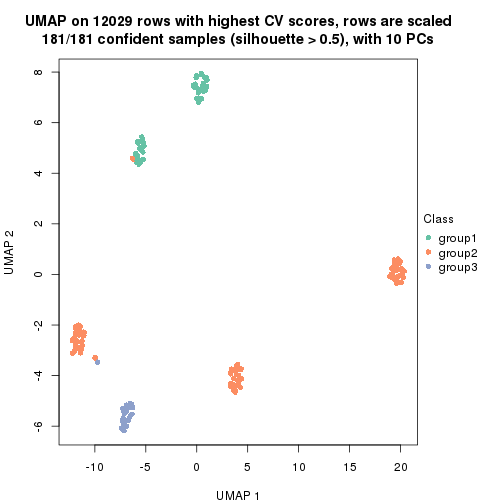 UMAP on 12029 rows with highest CV scores, rows are scaled
181/181 confident samples (silhouette > 0.5), with 10 PCs
8
6
4
2
0
-2
-4
-6
UMAP 2
-10
-5
0
5
10
15
20
UMAP 1
Class
group1
group2
group3